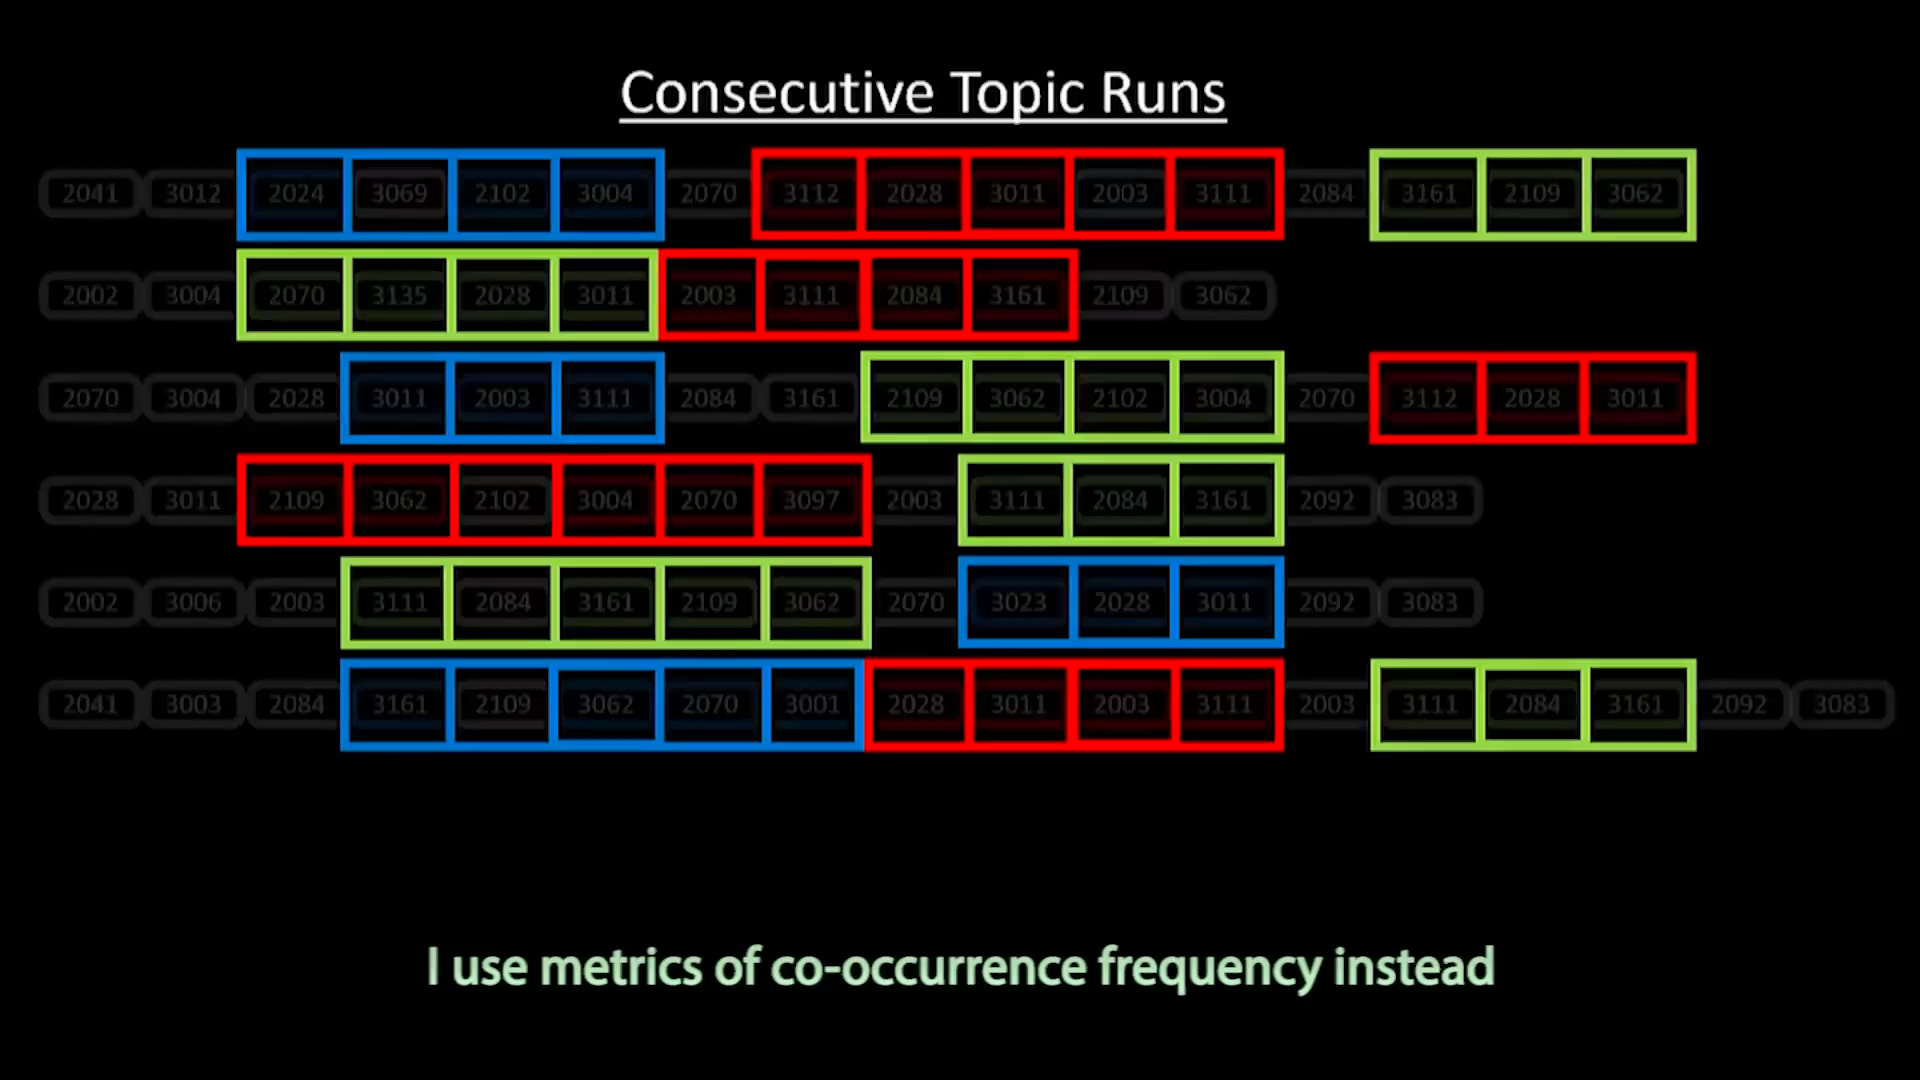 Consecutive Topic Runs
2041 3012 2024 3069 2102 3004 2070 3112 2028 3011 2003 3111 2084 3161 2109 3062
2002 3004 2070 3135 2028 3011 2003 3111 2084 3161 2109 3062
2070 3004 2028 3011 2003 3111 2084 3161 2109 3062 2102 3004 2070 3112 2028 3011
2028 3011 2109 3062 2102 3004 2070 3097 2003 3111 2084 3161 2092 3083
2002 3006 2003 3111 2084 3161 2109 3062 2070 3023 2028 3011 2092 3083
2041 3003 2084 3161 2109 3062 2070 3001 2028 3011 2003 3111 2003 3111 2084 3161 2092 3083
I use metrics of co-occurrence frequency instead